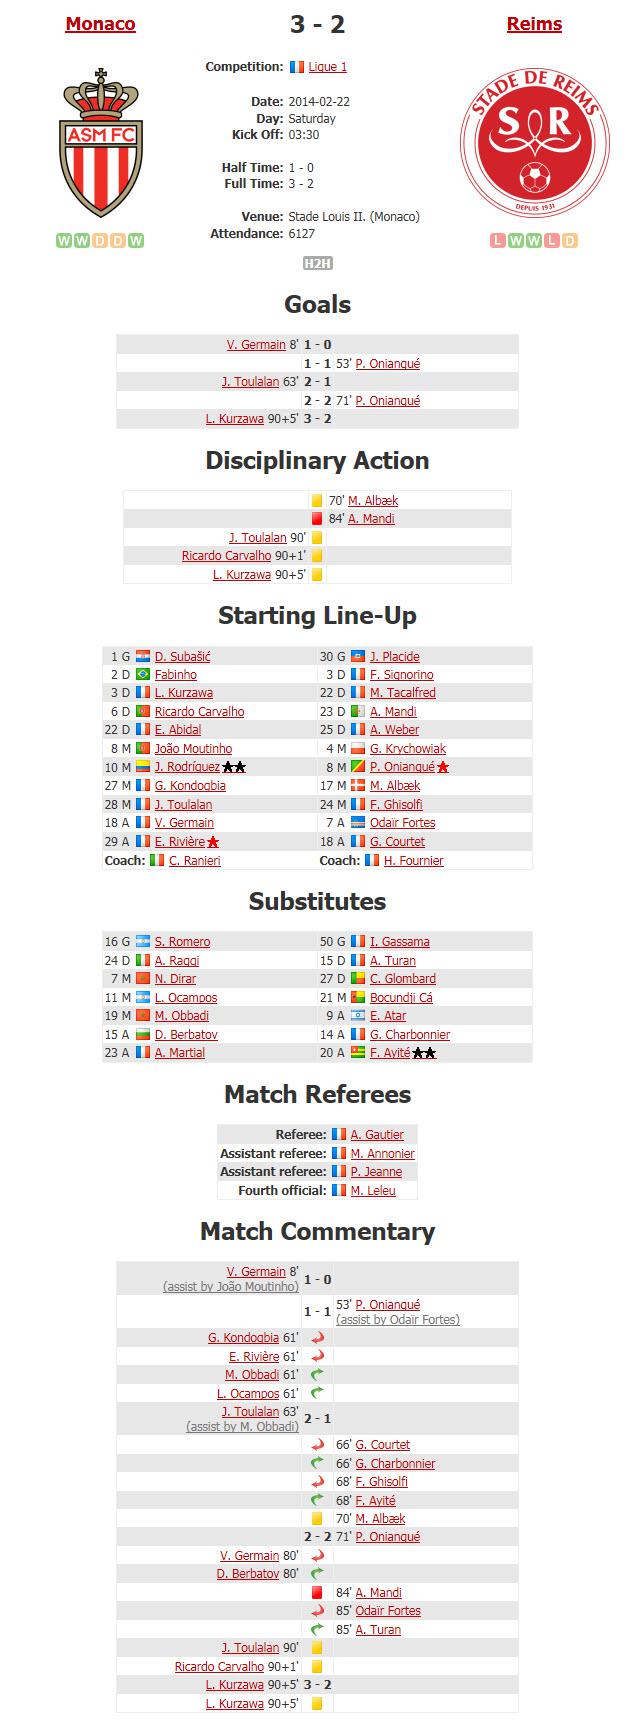 Monaco 3 - 2 Reims
ASM FC
STADE DE REIMS
SR
DEPUIS 1931
Competition: Ligue 1
Date: 2014-02-22
Day: Saturday
Kick Off: 03:30
Half Time: 1 - 0
Full Time: 3 - 2
Venue: Stade Louis II. (Monaco)
Attendance: 6127
W W D D W
L W W L D
H2H
Goals
V. Germain 8' 1 - 0
1 - 1 53' P. Oniangué
J. Toulalan 63' 2 - 1
2 - 2 71' P. Oniangué
L. Kurzawa 90+5' 3 - 2
Disciplinary Action
70' M. Albæk
84' A. Mandi
J. Toulalan 90'
Ricardo Carvalho 90+1'
L. Kurzawa 90+5'
Starting Line-Up
1 G D. Subašić 30 G J. Placide
2 D Fabinho 3 D F. Signorino
3 D L. Kurzawa 22 D M. Tacalfred
6 D Ricardo Carvalho 23 D A. Mandi
22 D E. Abidal 25 D A. Weber
8 M João Moutinho 4 M G. Krychowiak
10 M J. Rodríguez 8 M P. Oniangué
27 M G. Kondogbia 17 M M. Albæk
28 M J. Toulalan 24 M F. Ghisolfi
18 A V. Germain 7 A Odaïr Fortes
29 A E. Rivière 18 A G. Courtet
Coach: C. Ranieri Coach: H. Fournier
Substitutes
16 G S. Romero 50 G I. Gassama
24 D A. Raggi 15 D A. Turan
7 M N. Dirar 27 D C. Glombard
11 M L. Ocampos 21 M Bocundji Cá
19 M M. Obbadi 9 A E. Atar
15 A D. Berbatov 14 A G. Charbonnier
23 A A. Martial 20 A F. Ayité
Match Referees
Referee: A. Gautier
Assistant referee: M. Annonier
Assistant referee: P. Jeanne
Fourth official: M. Leleu
Match Commentary
V. Germain 8' 1 - 0
(assist by João Moutinho)
1 - 1 53' P. Oniangué
(assist by Odaïr Fortes)
G. Kondogbia 61'
E. Rivière 61'
M. Obbadi 61'
L. Ocampos 61'
J. Toulalan 63' 2 - 1
(assist by M. Obbadi)
66' G. Courtet
66' G. Charbonnier
68' F. Ghisolfi
68' F. Ayité
70' M. Albæk
2 - 2 71' P. Oniangué
V. Germain 80'
D. Berbatov 80'
84' A. Mandi
85' Odaïr Fortes
85' A. Turan
J. Toulalan 90'
Ricardo Carvalho 90+1'
L. Kurzawa 90+5' 3 - 2
L. Kurzawa 90+5'